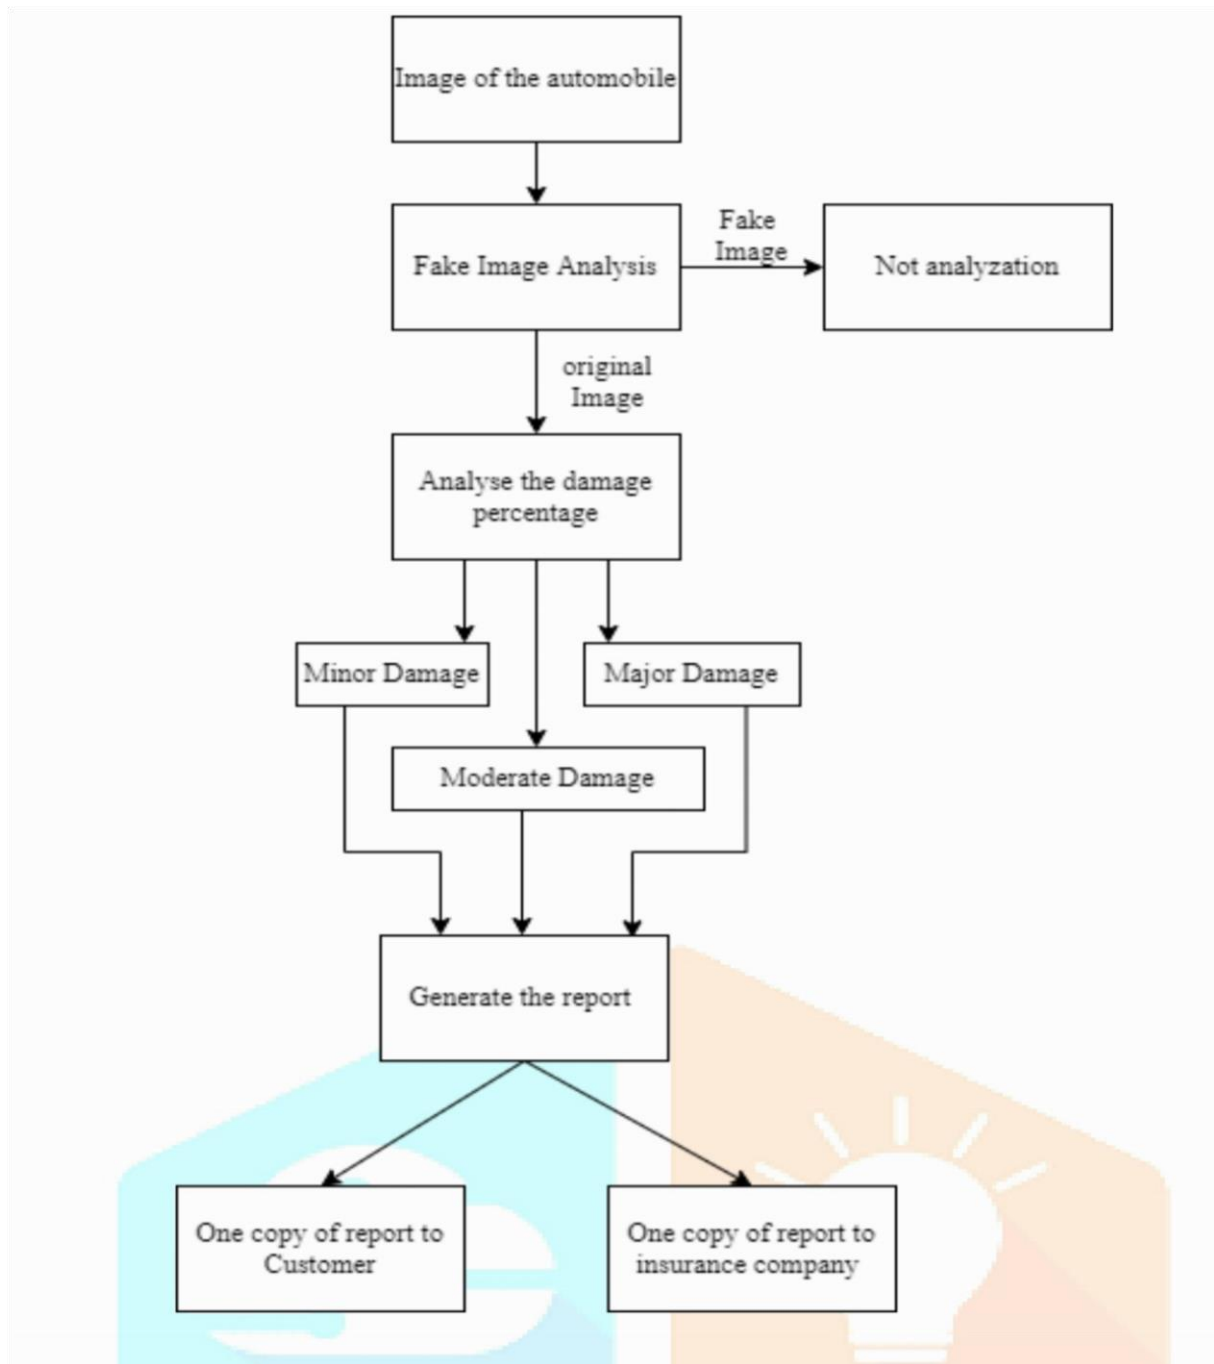 Image of the automobile
Fake
Image
Fake Image Analysis
Not analyzation
original
Image
Analyse the damage
percentage
Minor Damage
Major Damage
Moderate Damage
Generate the report
One copy of report to
Customer
One copy of report to
insurance company